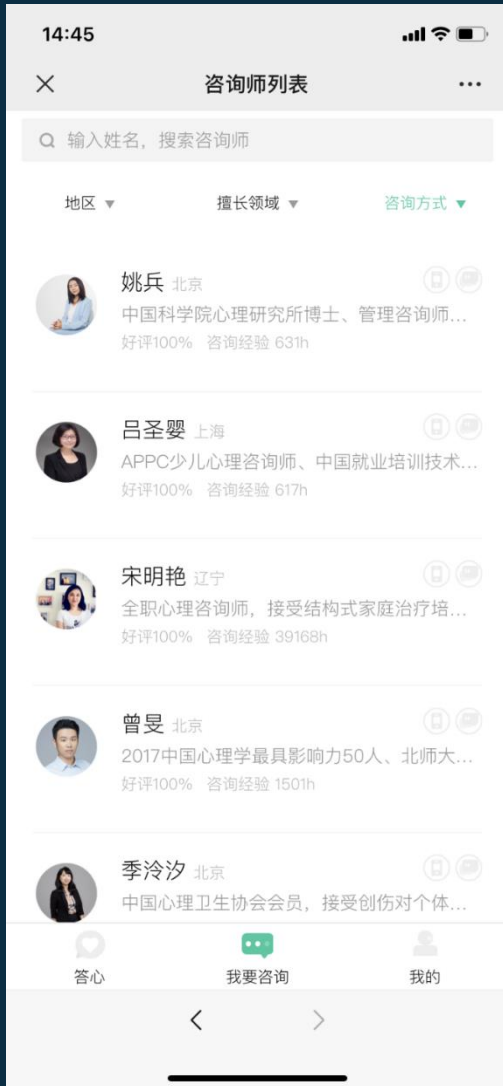 14:45
咨询师列表
输入姓名，搜索咨询师
地区 ▼ 擅长领域 ▼ 咨询方式 ▼
姚兵 北京
中国科学院心理研究所博士、管理咨询师...
好评100% 咨询经验 631h
吕圣婴 上海
APPC少儿心理咨询师、中国就业培训技术...
好评100% 咨询经验 617h
宋明艳 辽宁
全职心理咨询师，接受结构式家庭治疗培...
好评100% 咨询经验 39168h
曾旻 北京
2017中国心理学最具影响力50人、北师大...
好评100% 咨询经验 1501h
季泠汐 北京
中国心理卫生协会会员，接受创伤对个体...
答心 我要咨询 我的